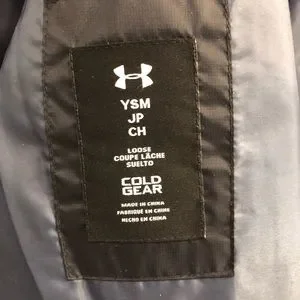 YSM
JP
CH
LOOSE
COUPE LÂCHE
SUELTO
COLD
GEAR
MADE IN CHINA
FABRIQUÉ EN CHINE
HECHO EN CHINA